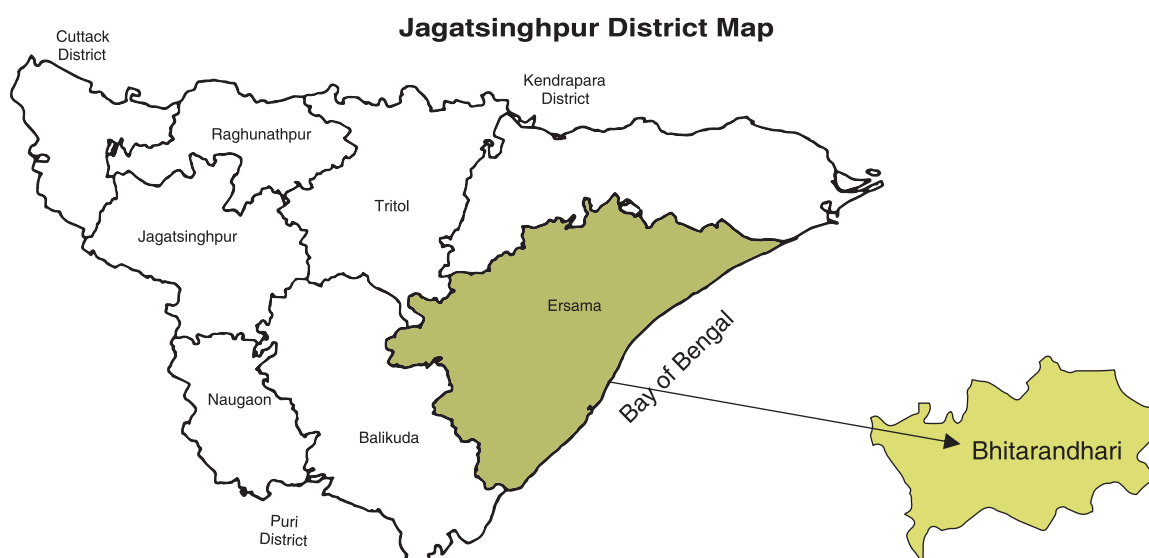 Jagatsinghpur District Map
Cuttack
District
Kendrapara
District
Raghunathpur
Tritol
Jagatsinghpur
Ersama
Bay of Bengal
Naugaon
Balikuda
Bhitarandhari
Puri
District